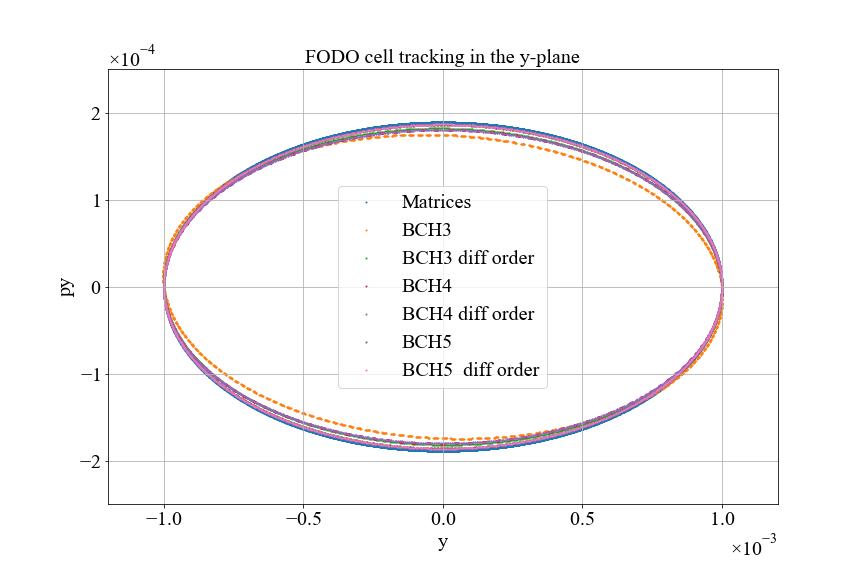 FODO cell tracking in the y-plane
×10⁻⁴
2
1
0
−1
−2
py
Matrices
BCH3
BCH3 diff order
BCH4
BCH4 diff order
BCH5
BCH5  diff order
−1.0
−0.5
0.0
0.5
1.0
y
×10⁻³